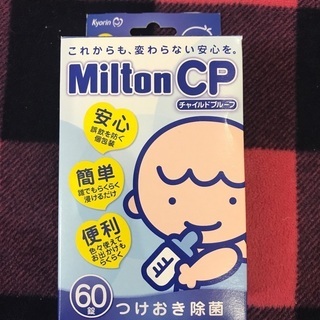 Kyorin
これからも、変わらない安心を。
Milton CP
チャイルドプルーフ
安心
誤飲を防ぐ
個包装
簡単
誰でもらくらく
浸けるだけ
便利
色々使えて
お出かけも
らくらく
60錠
つけおき除菌